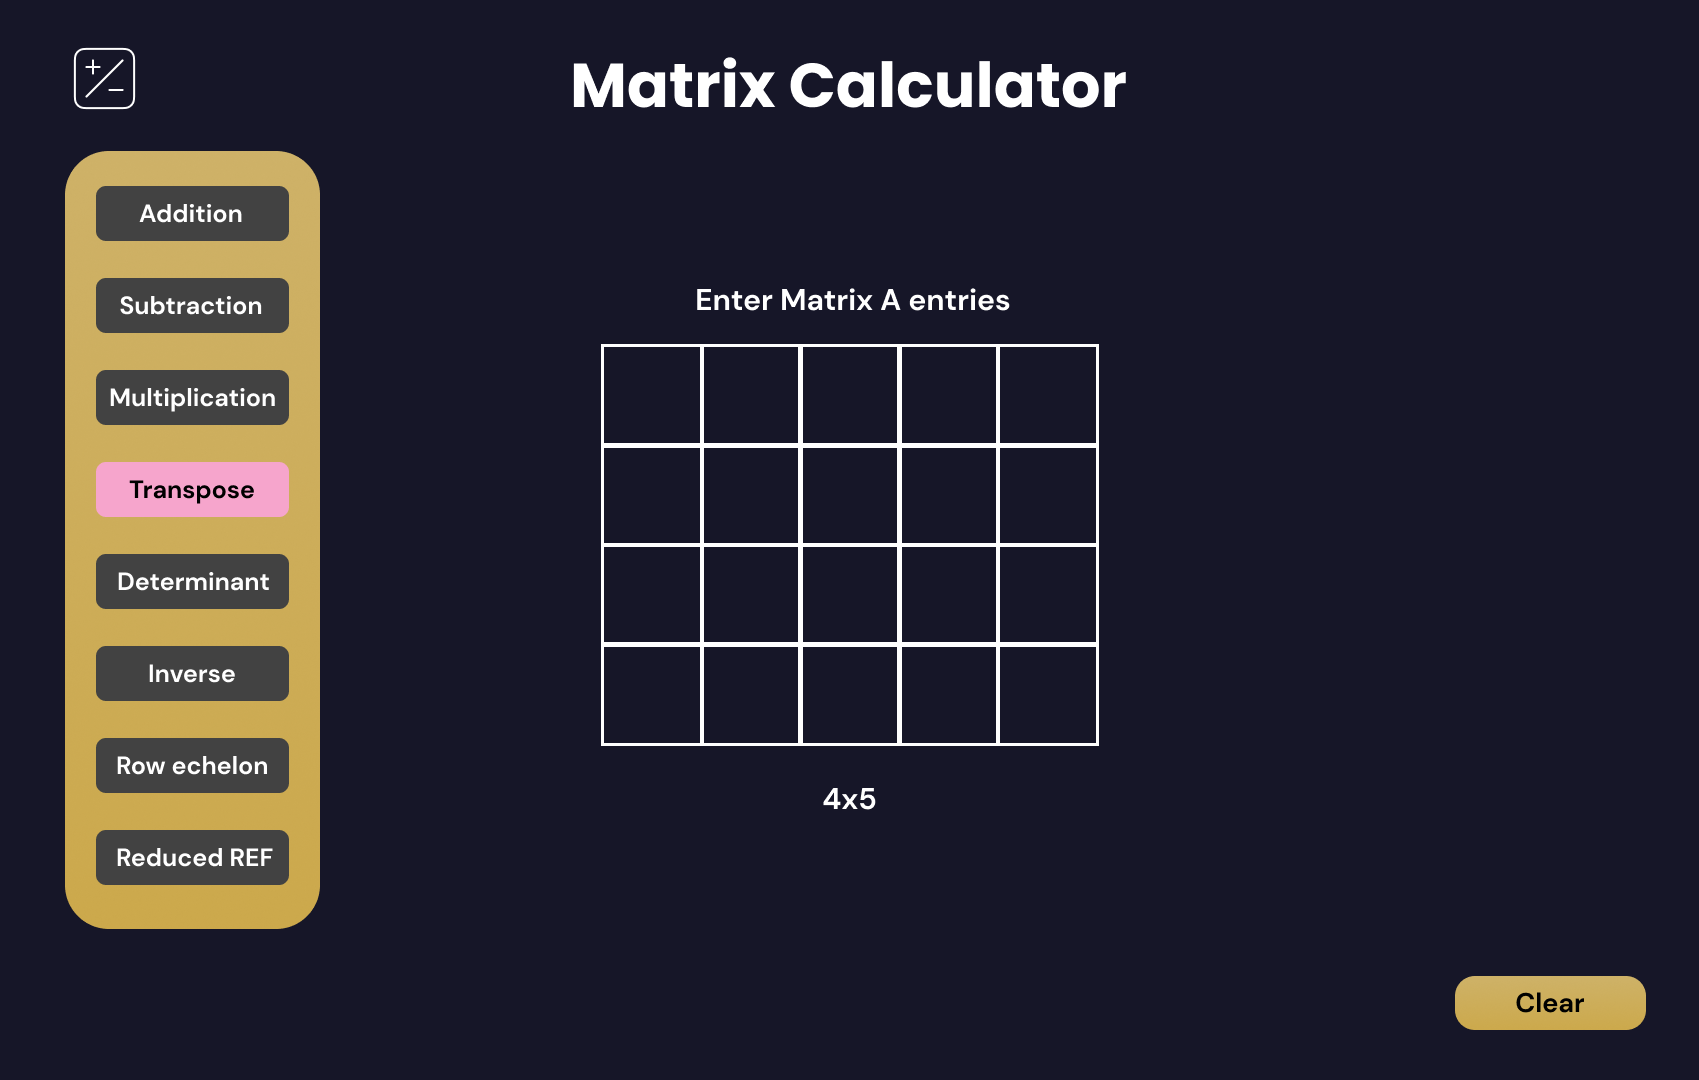 Matrix Calculator
Addition
Subtraction
Multiplication
Transpose
Determinant
Inverse
Row echelon
Reduced REF
Enter Matrix A entries
4x5
Clear